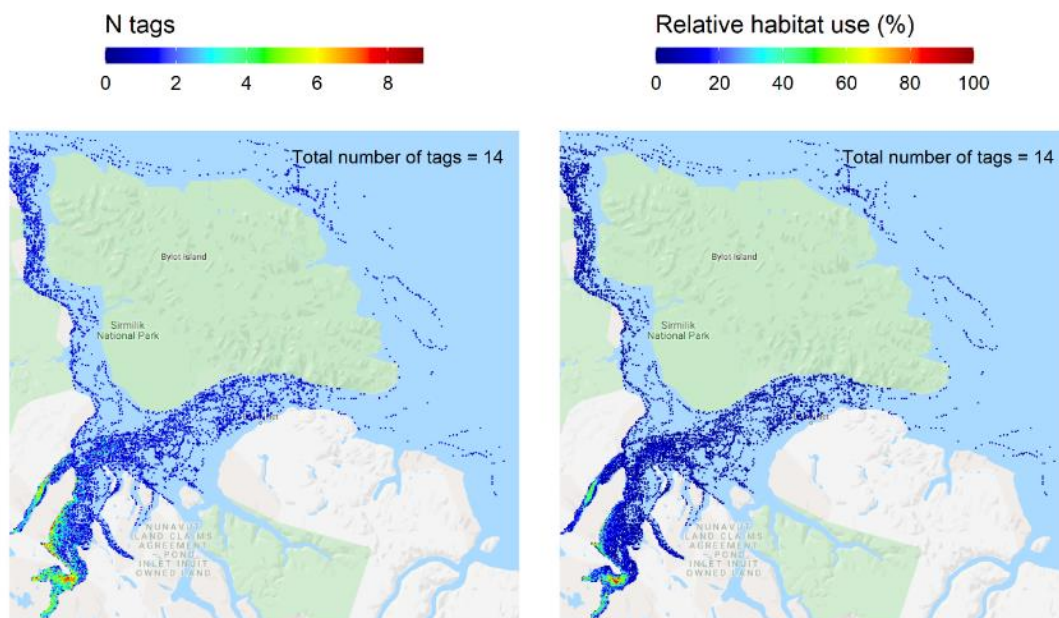 N tags
0 2 4 6 8
Relative habitat use (%)
0 20 40 60 80 100
Total number of tags = 14
Bylot Island
Sirmilik
National Park
NUNAVUT
LAND CLAIMS
AGREEMENT
- POND
INLET INUIT
OWNED LAND
Total number of tags = 14
Bylot Island
Sirmilik
National Park
NUNAVUT
LAND CLAIMS
AGREEMENT
- POND
INLET INUIT
OWNED LAND